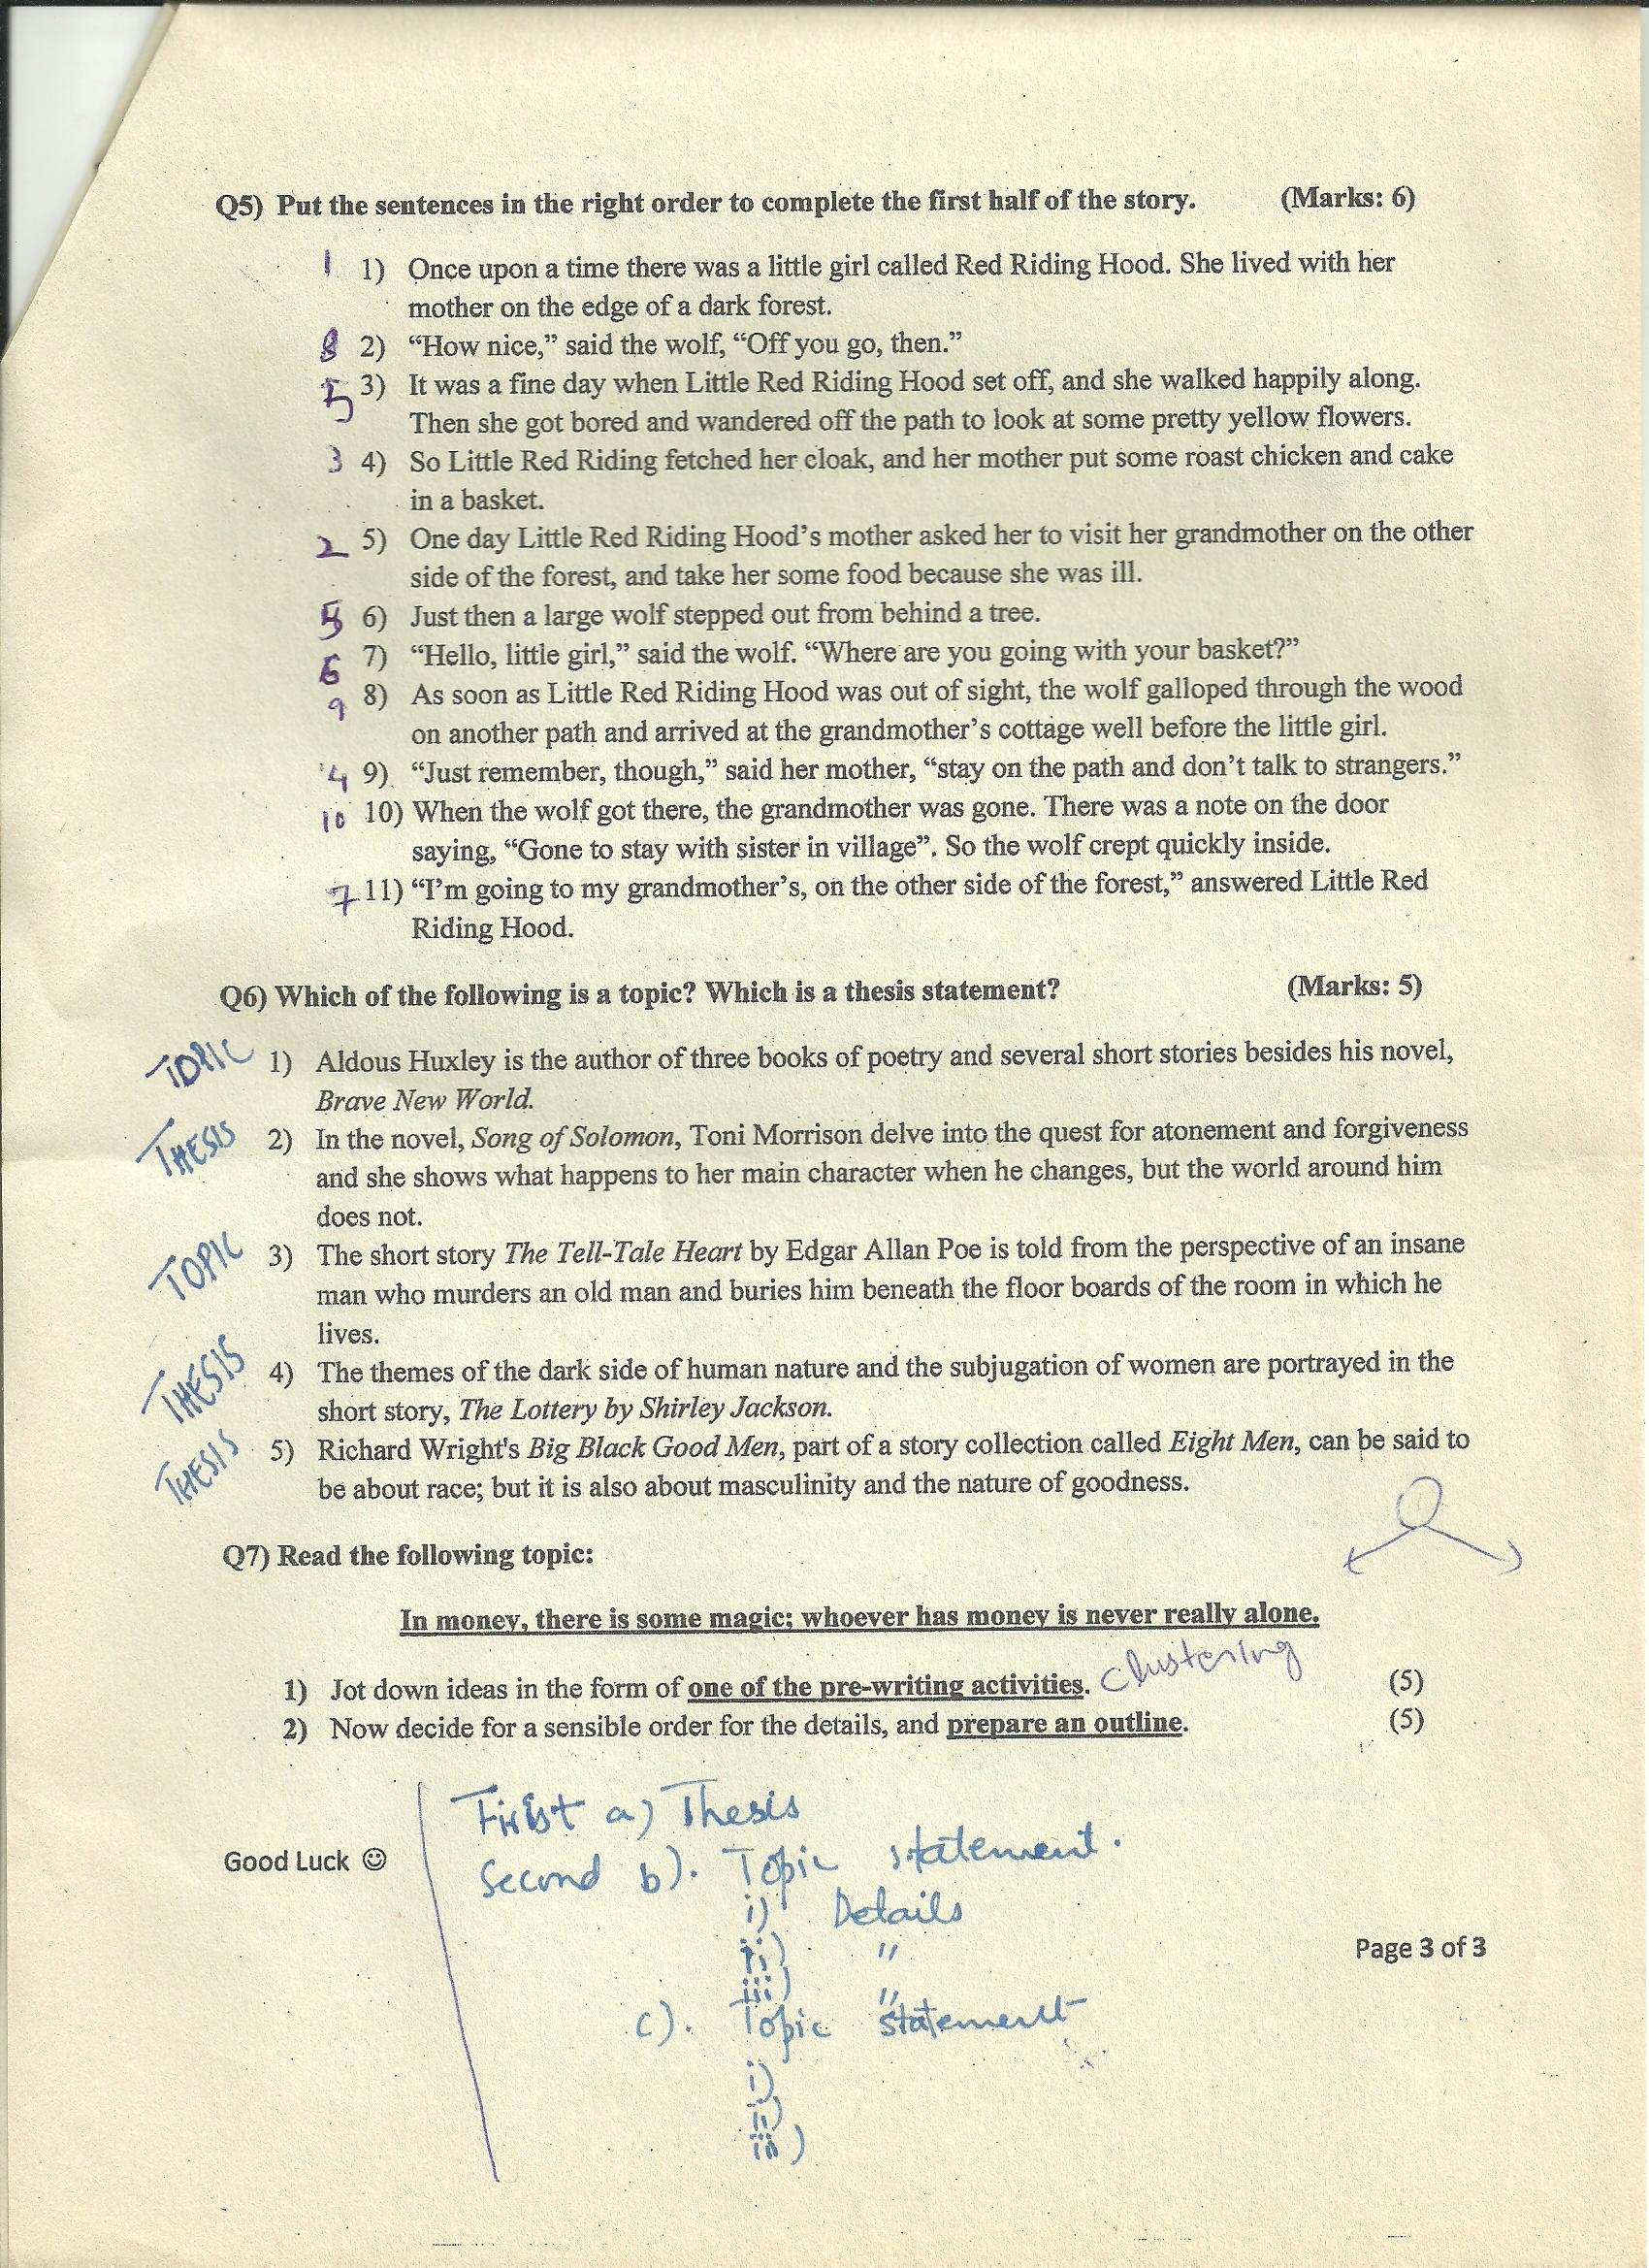 Q5) Put the sentences in the right order to complete the first half of the story. (Marks: 6)
1 1) Once upon a time there was a little girl called Red Riding Hood. She lived with her
mother on the edge of a dark forest.
8 2) “How nice,” said the wolf, “Off you go, then.”
5 3) It was a fine day when Little Red Riding Hood set off, and she walked happily along.
Then she got bored and wandered off the path to look at some pretty yellow flowers.
3 4) So Little Red Riding fetched her cloak, and her mother put some roast chicken and cake
in a basket.
2 5) One day Little Red Riding Hood’s mother asked her to visit her grandmother on the other
side of the forest, and take her some food because she was ill.
5 6) Just then a large wolf stepped out from behind a tree.
6 7) “Hello, little girl,” said the wolf. “Where are you going with your basket?”
9 8) As soon as Little Red Riding Hood was out of sight, the wolf galloped through the wood
on another path and arrived at the grandmother’s cottage well before the little girl.
4 9) “Just remember, though,” said her mother, “stay on the path and don’t talk to strangers.”
10 10) When the wolf got there, the grandmother was gone. There was a note on the door
saying, “Gone to stay with sister in village”. So the wolf crept quickly inside.
7 11) “I’m going to my grandmother’s, on the other side of the forest,” answered Little Red
Riding Hood.
Q6) Which of the following is a topic? Which is a thesis statement? (Marks: 5)
TOPIC 1) Aldous Huxley is the author of three books of poetry and several short stories besides his novel,
Brave New World.
THESIS 2) In the novel, Song of Solomon, Toni Morrison delve into the quest for atonement and forgiveness
and she shows what happens to her main character when he changes, but the world around him
does not.
TOPIC 3) The short story The Tell-Tale Heart by Edgar Allan Poe is told from the perspective of an insane
man who murders an old man and buries him beneath the floor boards of the room in which he
lives.
THESIS 4) The themes of the dark side of human nature and the subjugation of women are portrayed in the
short story, The Lottery by Shirley Jackson.
THESIS 5) Richard Wright's Big Black Good Men, part of a story collection called Eight Men, can be said to
be about race; but it is also about masculinity and the nature of goodness.
Q7) Read the following topic:
In money, there is some magic; whoever has money is never really alone.
1) Jot down ideas in the form of one of the pre-writing activities. Clustering (5)
2) Now decide for a sensible order for the details, and prepare an outline. (5)
First a) Thesis
Good Luck ☺
Second b). Topic statement.
i) Details
ii) "
iii) "
Page 3 of 3
c). Topic statement
i)
ii)
iii)